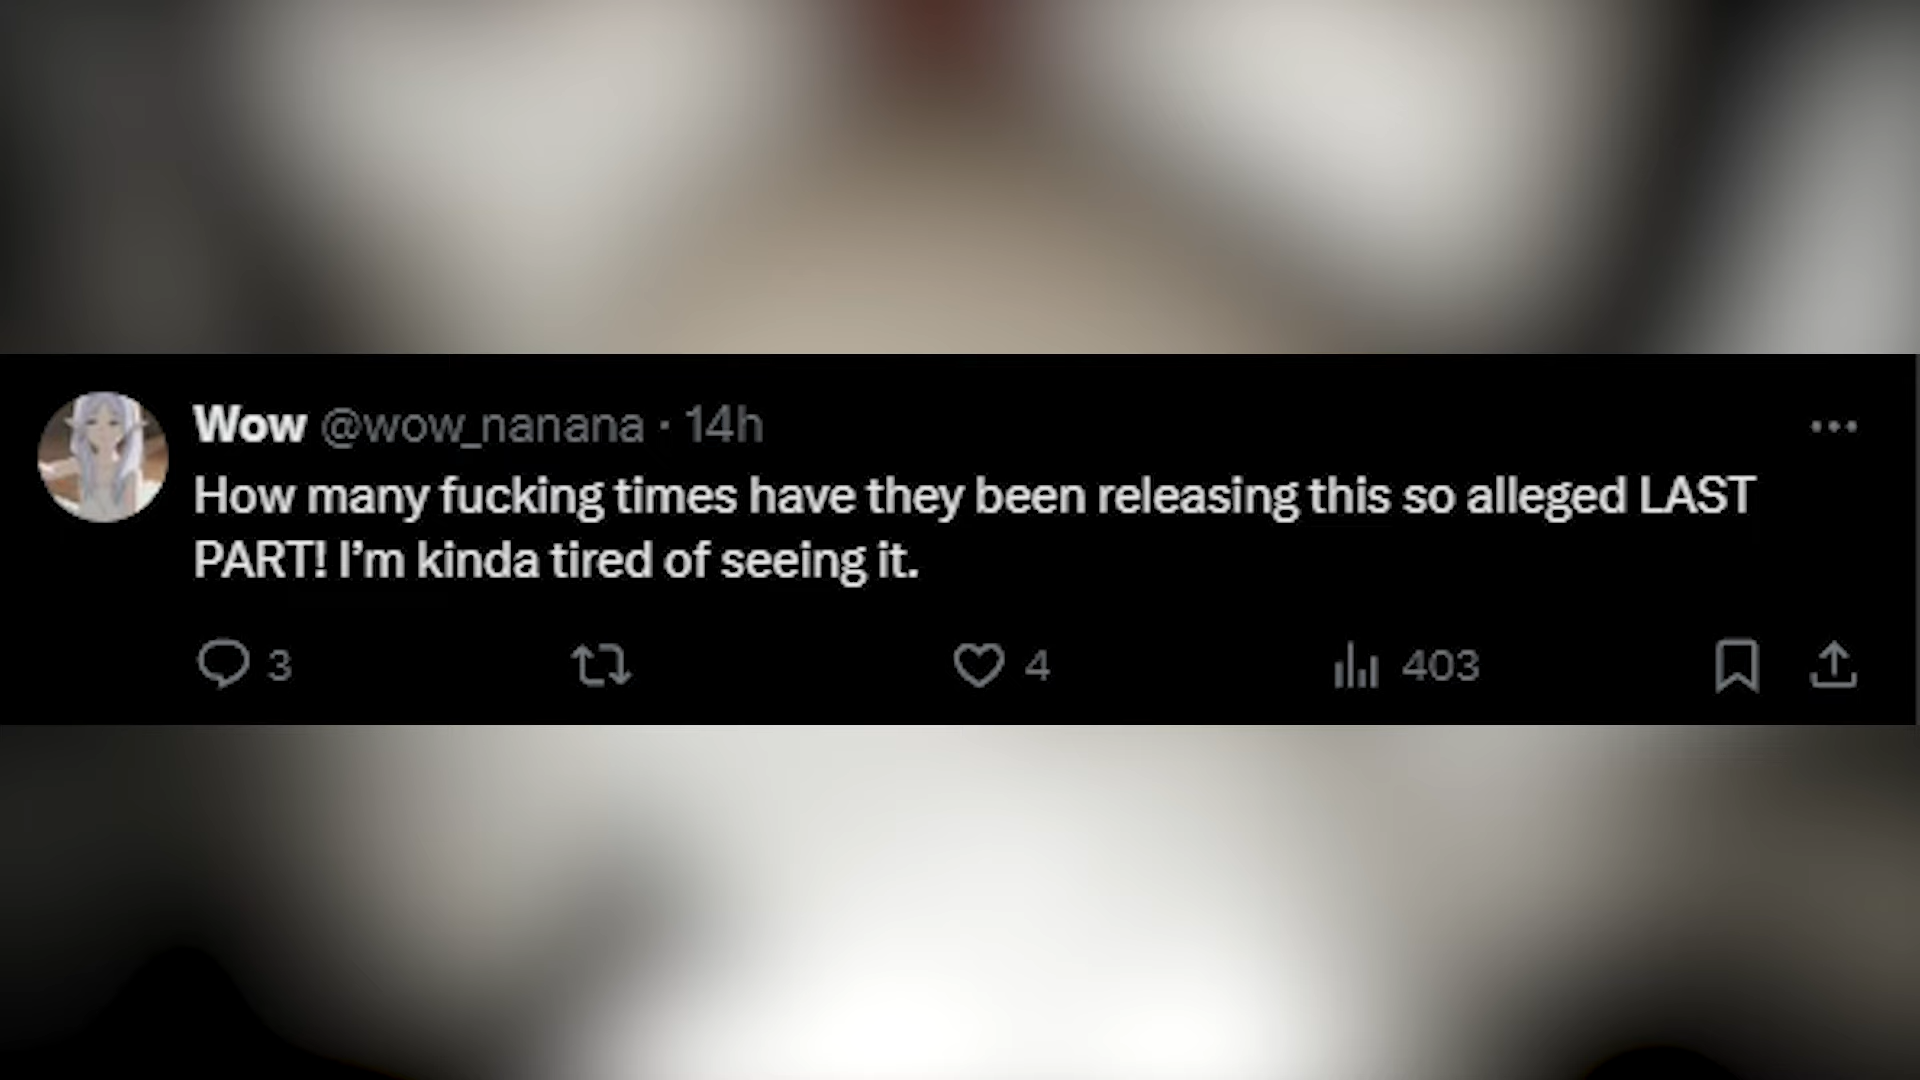 Wow @wow_nanana · 14h
How many fucking times have they been releasing this so alleged LAST
PART! I’m kinda tired of seeing it.
3 4 403